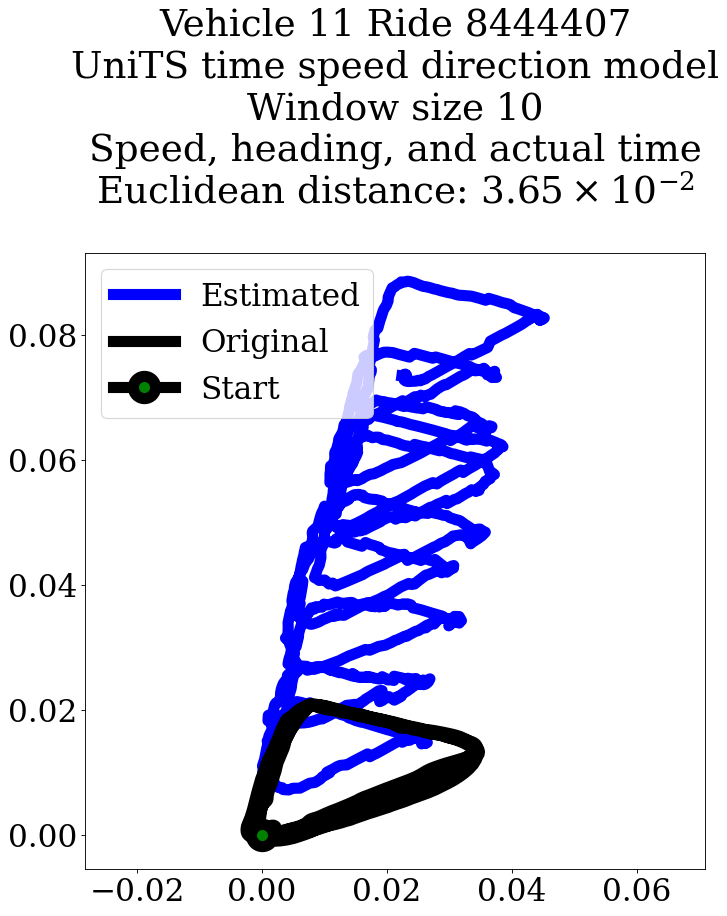 Vehicle 11 Ride 8444407
UniTS time speed direction model
Window size 10
Speed, heading, and actual time
Euclidean distance: 3.65 × 10⁻²
Estimated
Original
Start
0.08
0.06
0.04
0.02
0.00
−0.02 0.00 0.02 0.04 0.06